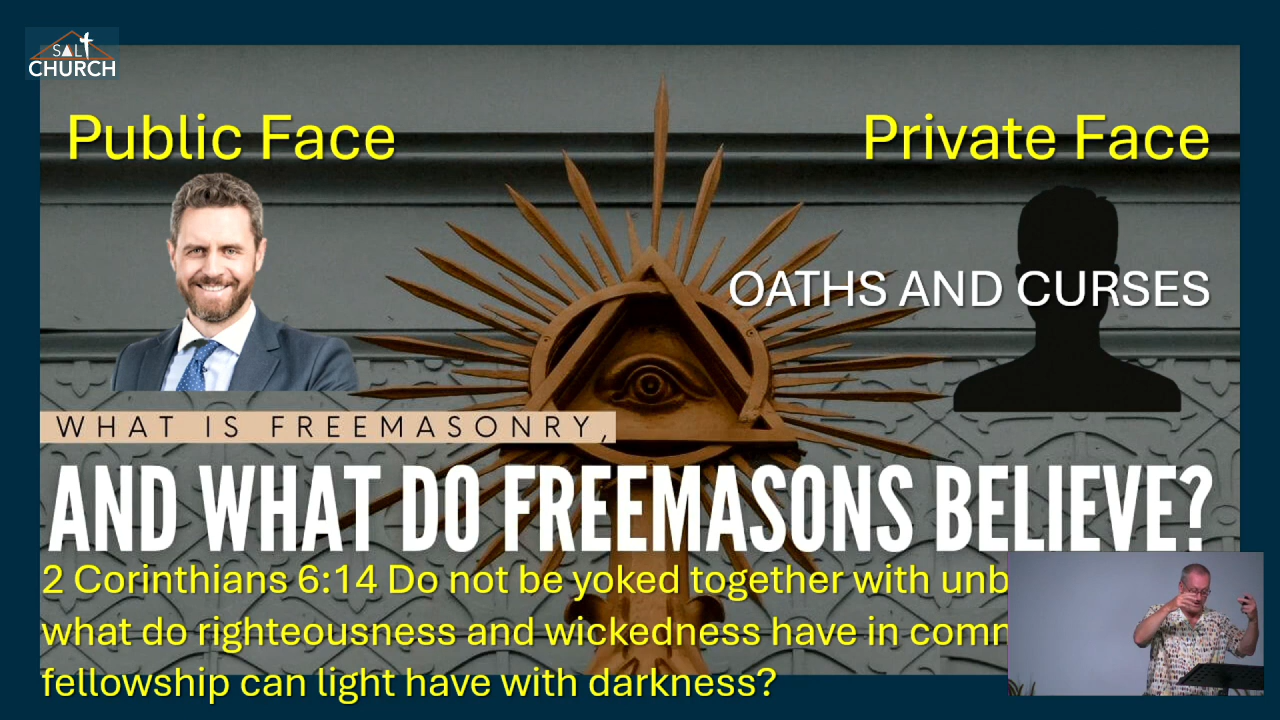 SALT
CHURCH
Public Face
Private Face
OATHS AND CURSES
WHAT IS FREEMASONRY,
AND WHAT DO FREEMASONS BELIEVE?
2 Corinthians 6:14 Do not be yoked together with
what do righteousness and wickedness have in
fellowship can light have with darkness?